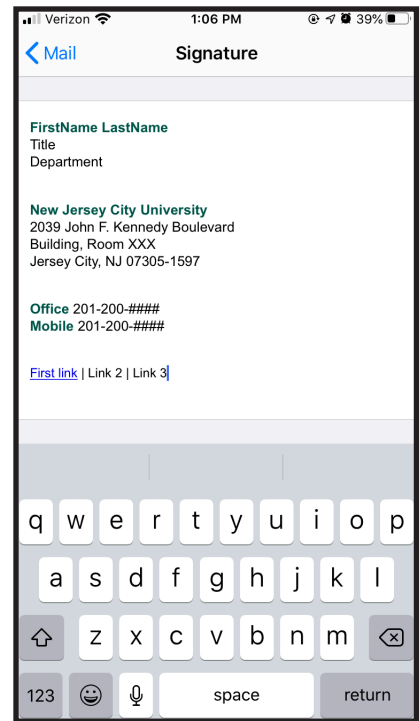 Verizon 1:06 PM 39%
Mail Signature
FirstName LastName
Title
Department
New Jersey City University
2039 John F. Kennedy Boulevard
Building, Room XXX
Jersey City, NJ 07305-1597
Office 201-200-####
Mobile 201-200-####
First link | Link 2 | Link 3
q w e r t y u i o p
a s d f g h j k l
z x c v b n m
123 space return